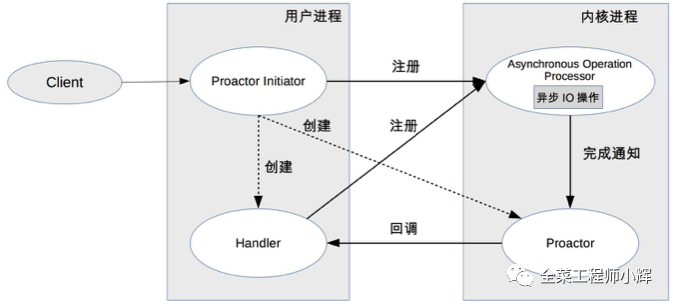 用户进程
内核进程
Client
Proactor Initiator
注册
Asynchronous Operation
Processor
异步 IO 操作
创建
注册
创建
完成通知
Handler
回调
Proactor
全菜工程师小辉